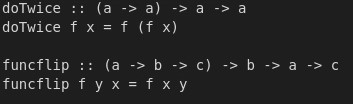 doTwice :: (a -> a) -> a -> a
doTwice f x = f (f x)

funcflip :: (a -> b -> c) -> b -> a -> c
funcflip f y x = f x y